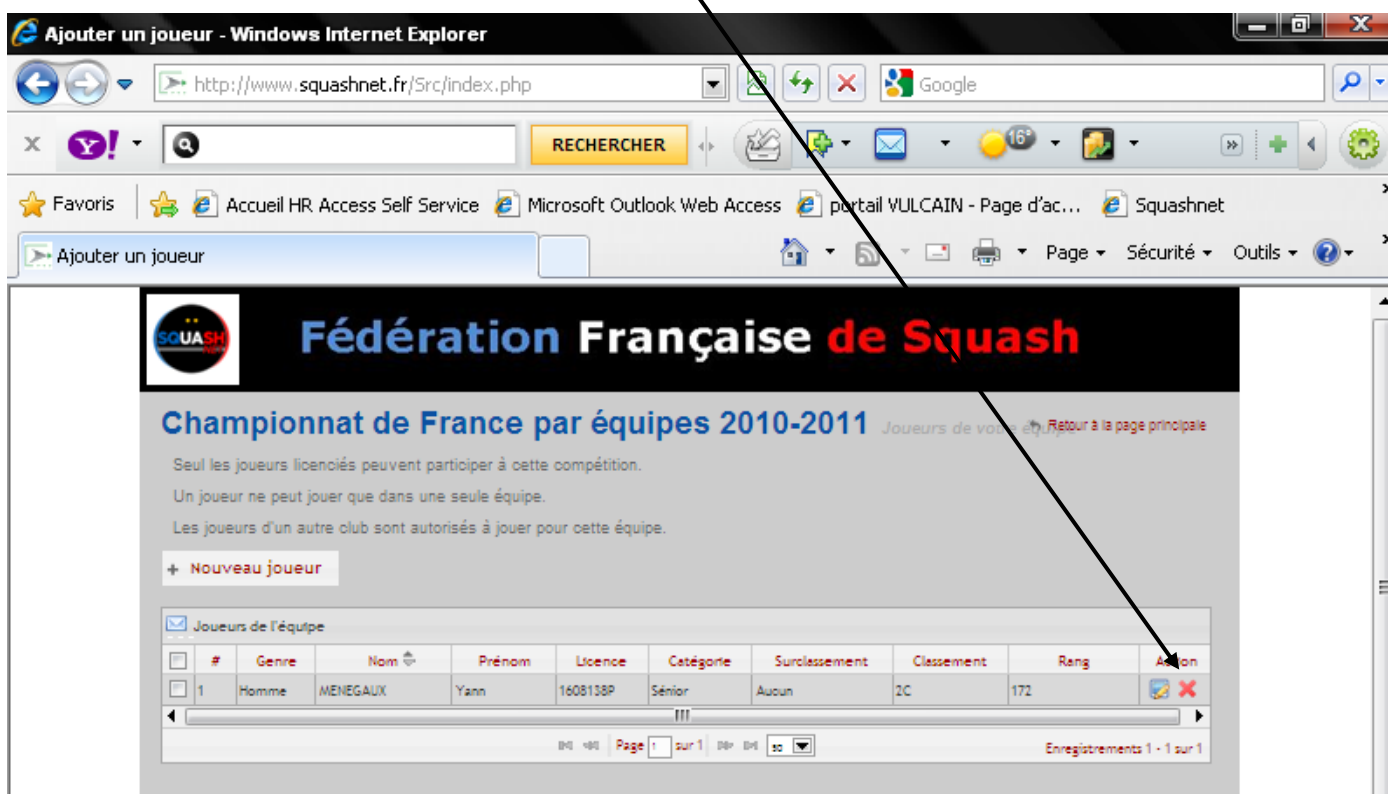 Ajouter un joueur - Windows Internet Explorer
http://www.squashnet.fr/Src/index.php
Google
RECHERCHER
16°
Favoris
Accueil HR Access Self Service
Microsoft Outlook Web Access
portail VULCAIN - Page d'ac...
Squashnet
Ajouter un joueur
Page
Sécurité
Outils
SQUASH
Fédération Française de Squash
Championnat de France par équipes 2010-2011 Joueurs de votre équipe
Retour à la page principale
Seul les joueurs licenciés peuvent participer à cette compétition.
Un joueur ne peut jouer que dans une seule équipe.
Les joueurs d'un autre club sont autorisés à jouer pour cette équipe.
+ Nouveau joueur
Joueurs de l'équipe
# Genre Nom Prénom Licence Catégorie Surclassement Classement Rang Action
1 Homme MENEGAUX Yann 1608138P Sénior Aucun 2C 172
Page 1 sur 1 50
Enregistrements 1 - 1 sur 1